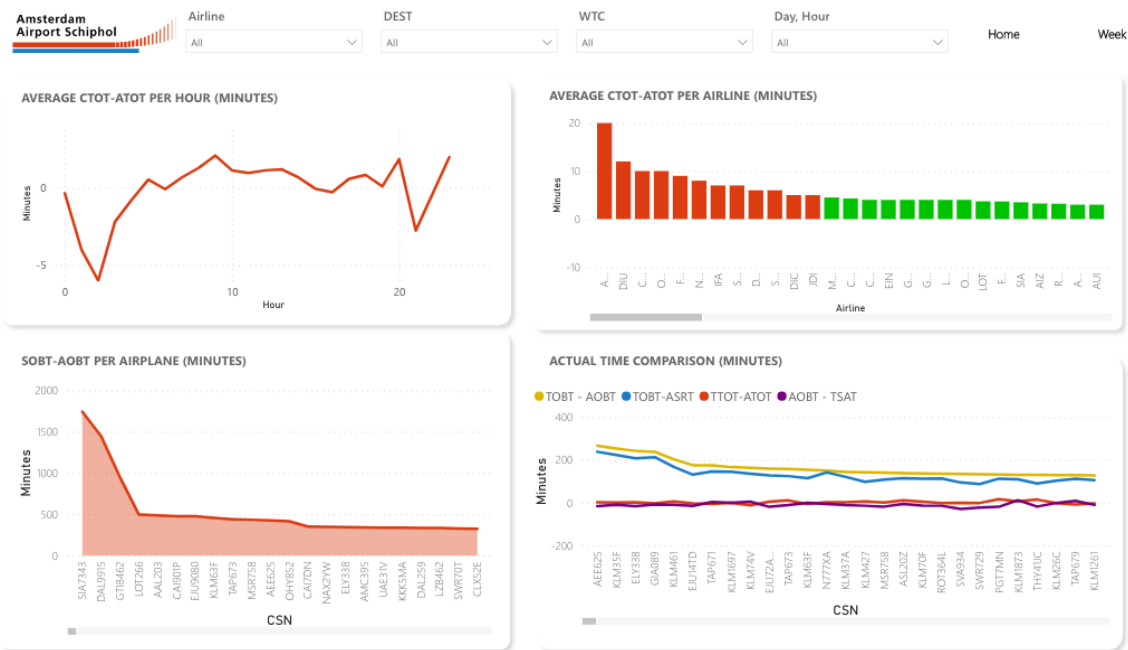 Amsterdam
Airport Schiphol
Airline
All
DEST
All
WTC
All
Day, Hour
All
Home
Week
AVERAGE CTOT-ATOT PER HOUR (MINUTES)
Minutes
0
-5
0
10
20
Hour
AVERAGE CTOT-ATOT PER AIRLINE (MINUTES)
Minutes
20
10
0
-10
A...
DIU
C...
O...
F...
N...
IFA
S...
D...
S...
DIC
JDI
M...
C...
C...
EIN
G...
G...
L...
O...
LOT
F...
SIA
AIZ
R...
A...
AUI
Airline
SOBT-AOBT PER AIRPLANE (MINUTES)
Minutes
2000
1500
1000
500
0
SIA7343
DAL9915
GTI8462
LOT266
AAL203
CAI901P
EJU9080
KLM63F
TAP673
MSR758
AEE625
OHY852
CAI7DN
NAX2YW
ELY338
AMC395
UAE31V
KKK5MA
DAL259
LZB462
SWR70T
CLX52E
CSN
ACTUAL TIME COMPARISON (MINUTES)
TOBT - AOBT
TOBT-ASRT
TTOT-ATOT
AOBT - TSAT
Minutes
400
200
0
-200
AEE625
KLM35F
ELY338
GIA089
KLM461
EJU14TD
TAP671
KLM1697
KLM74V
EJU72A...
TAP673
KLM63F
N777XA
KLM37A
KLM427
MSR758
ASL20Z
KLM70F
ROT364L
SVA934
SWR729
PGT7MN
KLM1873
THY41JC
KLM26C
TAP679
KLM1261
CSN